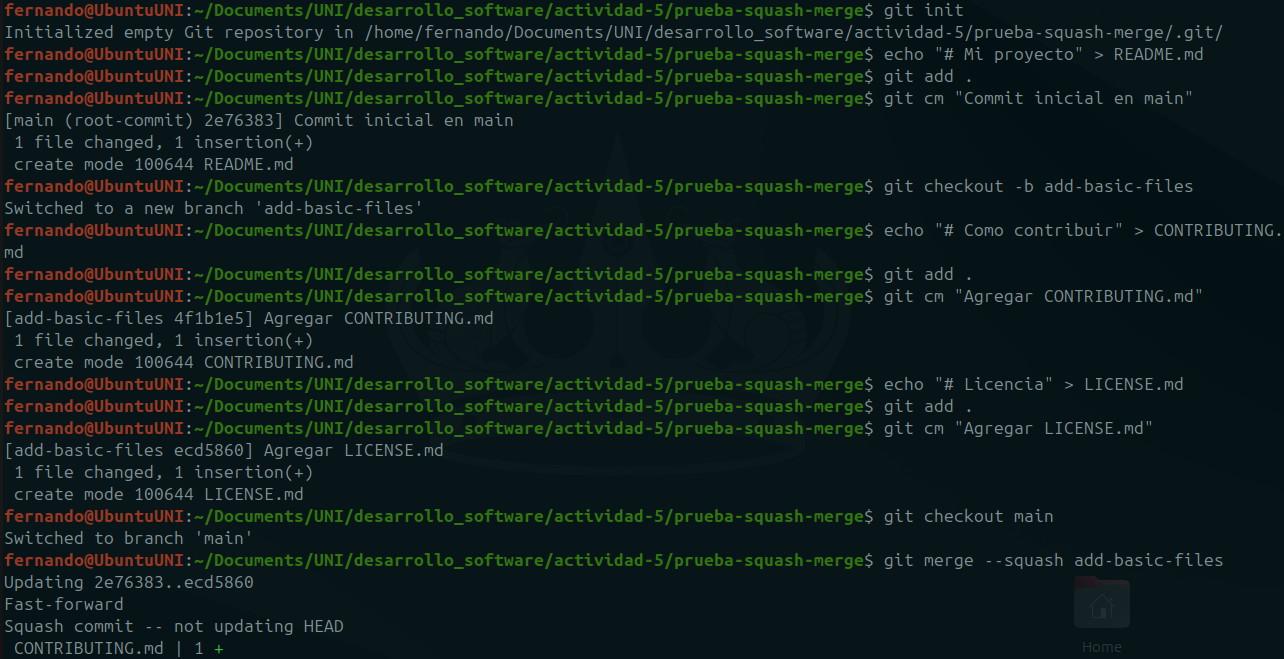 fernando@UbuntuUNI:~/Documents/UNI/desarrollo_software/actividad-5/prueba-squash-merge$ git init
Initialized empty Git repository in /home/fernando/Documents/UNI/desarrollo_software/actividad-5/prueba-squash-merge/.git/
fernando@UbuntuUNI:~/Documents/UNI/desarrollo_software/actividad-5/prueba-squash-merge$ echo "# Mi proyecto" > README.md
fernando@UbuntuUNI:~/Documents/UNI/desarrollo_software/actividad-5/prueba-squash-merge$ git add .
fernando@UbuntuUNI:~/Documents/UNI/desarrollo_software/actividad-5/prueba-squash-merge$ git cm "Commit inicial en main"
[main (root-commit) 2e76383] Commit inicial en main
 1 file changed, 1 insertion(+)
 create mode 100644 README.md
fernando@UbuntuUNI:~/Documents/UNI/desarrollo_software/actividad-5/prueba-squash-merge$ git checkout -b add-basic-files
Switched to a new branch 'add-basic-files'
fernando@UbuntuUNI:~/Documents/UNI/desarrollo_software/actividad-5/prueba-squash-merge$ echo "# Como contribuir" > CONTRIBUTING.
md
fernando@UbuntuUNI:~/Documents/UNI/desarrollo_software/actividad-5/prueba-squash-merge$ git add .
fernando@UbuntuUNI:~/Documents/UNI/desarrollo_software/actividad-5/prueba-squash-merge$ git cm "Agregar CONTRIBUTING.md"
[add-basic-files 4f1b1e5] Agregar CONTRIBUTING.md
 1 file changed, 1 insertion(+)
 create mode 100644 CONTRIBUTING.md
fernando@UbuntuUNI:~/Documents/UNI/desarrollo_software/actividad-5/prueba-squash-merge$ echo "# Licencia" > LICENSE.md
fernando@UbuntuUNI:~/Documents/UNI/desarrollo_software/actividad-5/prueba-squash-merge$ git add .
fernando@UbuntuUNI:~/Documents/UNI/desarrollo_software/actividad-5/prueba-squash-merge$ git cm "Agregar LICENSE.md"
[add-basic-files ecd5860] Agregar LICENSE.md
 1 file changed, 1 insertion(+)
 create mode 100644 LICENSE.md
fernando@UbuntuUNI:~/Documents/UNI/desarrollo_software/actividad-5/prueba-squash-merge$ git checkout main
Switched to branch 'main'
fernando@UbuntuUNI:~/Documents/UNI/desarrollo_software/actividad-5/prueba-squash-merge$ git merge --squash add-basic-files
Updating 2e76383..ecd5860
Fast-forward
Squash commit -- not updating HEAD
 CONTRIBUTING.md | 1 +
Home